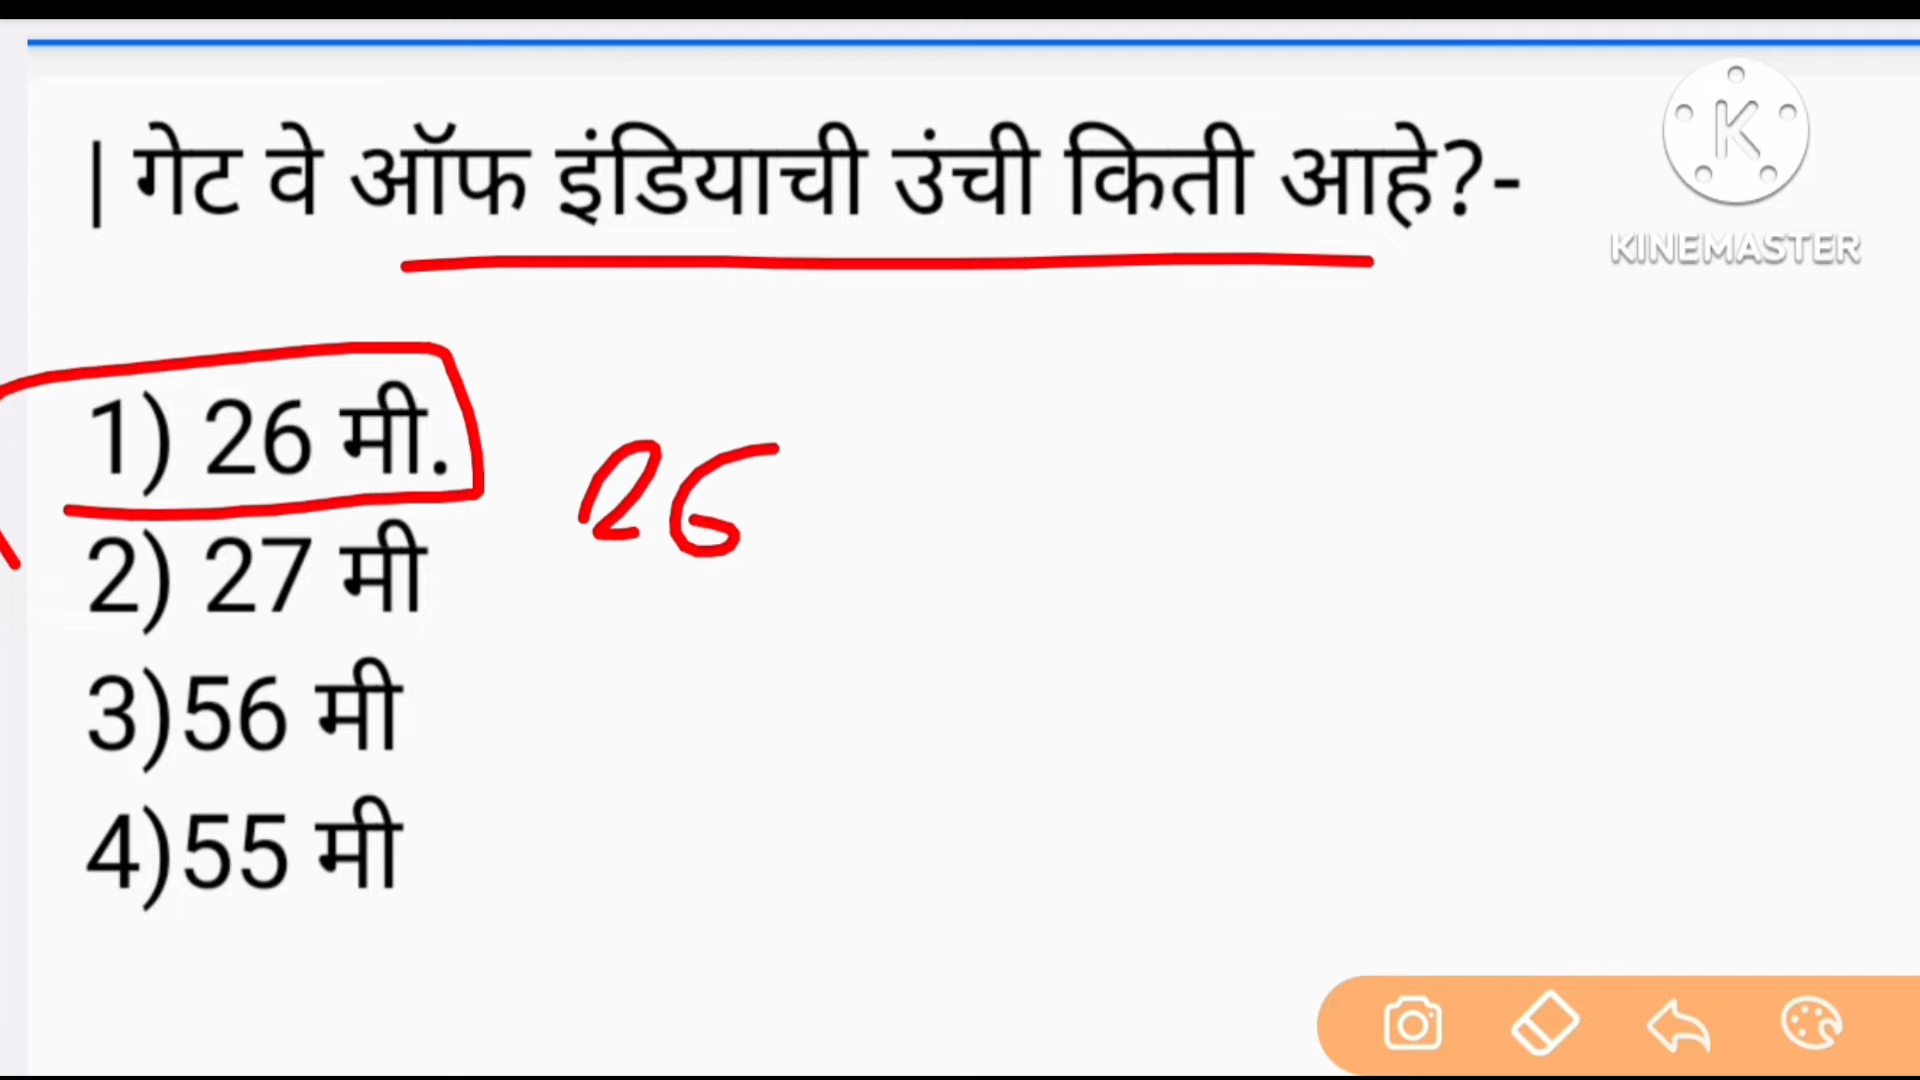 | गेट वे ऑफ इंडियाची उंची किती आहे?-
K
KINEMASTER
1) 26 मी.
26
2) 27 मी
3)56 मी
4)55 मी